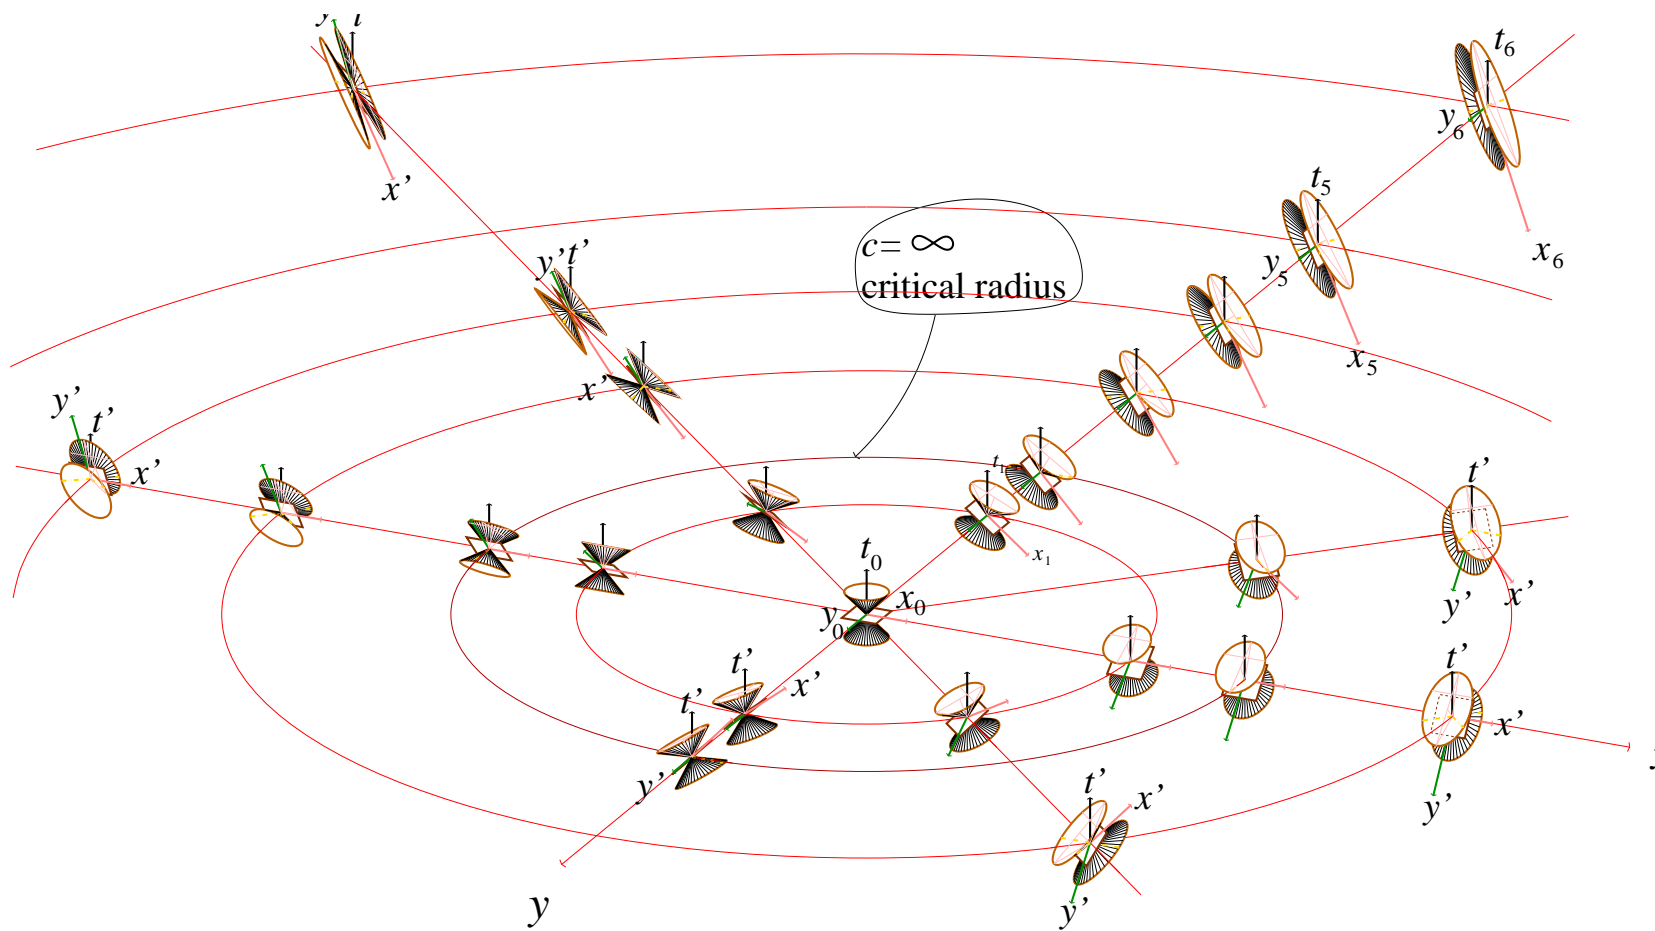 y' t'
t₆
y₆
x'
t₅
x₆
c=∞
y' t'
y₅
critical radius
x₅
x'
y'
t'
x'
t₁
t'
x₁
t₀
x₀
y'
x'
y₀
t'
x'
t'
t'
x'
y'
t'
x'
y'
y
y'